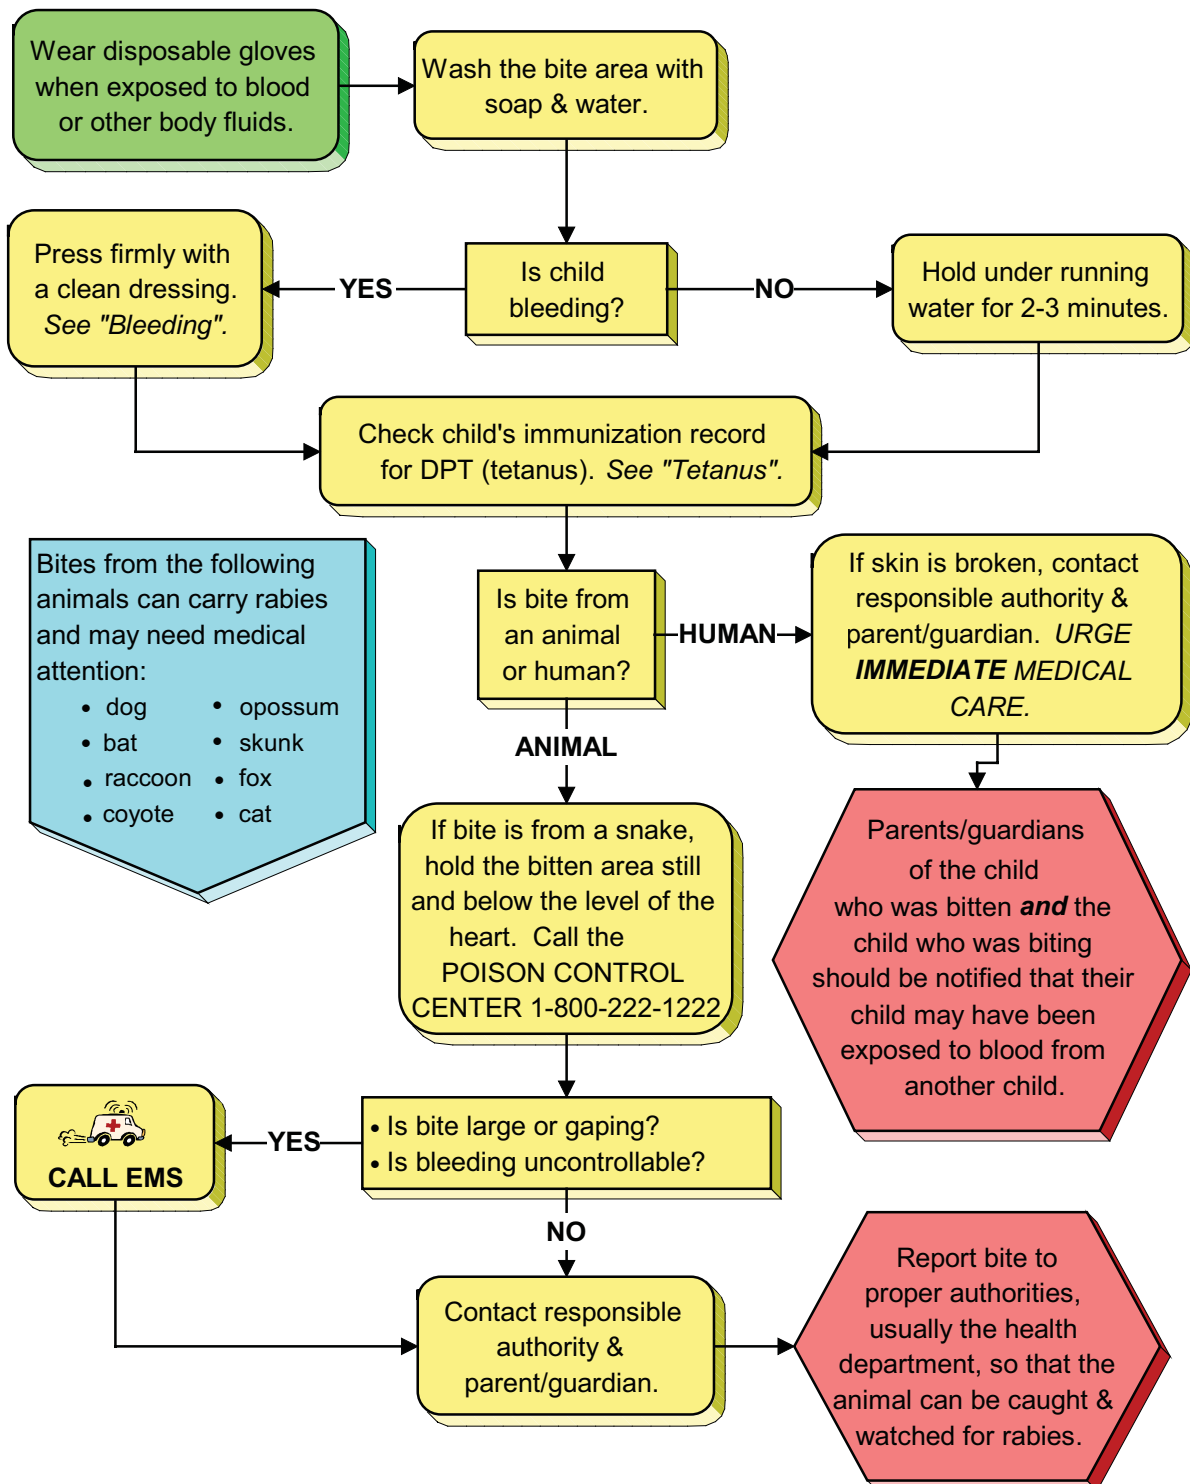 Wear disposable gloves
when exposed to blood
or other body fluids.
Wash the bite area with
soap & water.
Press firmly with
a clean dressing.
See "Bleeding".
YES
Is child
bleeding?
NO
Hold under running
water for 2-3 minutes.
Check child's immunization record
for DPT (tetanus). See "Tetanus".
Bites from the following
animals can carry rabies
and may need medical
attention:
• dog
• bat
• raccoon
• coyote
• opossum
• skunk
• fox
• cat
Is bite from
an animal
or human?
HUMAN
If skin is broken, contact
responsible authority &
parent/guardian. URGE
IMMEDIATE MEDICAL
CARE.
ANIMAL
Parents/guardians
of the child
who was bitten and the
child who was biting
should be notified that their
child may have been
exposed to blood from
another child.
If bite is from a snake,
hold the bitten area still
and below the level of the
heart. Call the
POISON CONTROL
CENTER 1-800-222-1222
• Is bite large or gaping?
• Is bleeding uncontrollable?
YES
CALL EMS
NO
Contact responsible
authority &
parent/guardian.
Report bite to
proper authorities,
usually the health
department, so that the
animal can be caught &
watched for rabies.